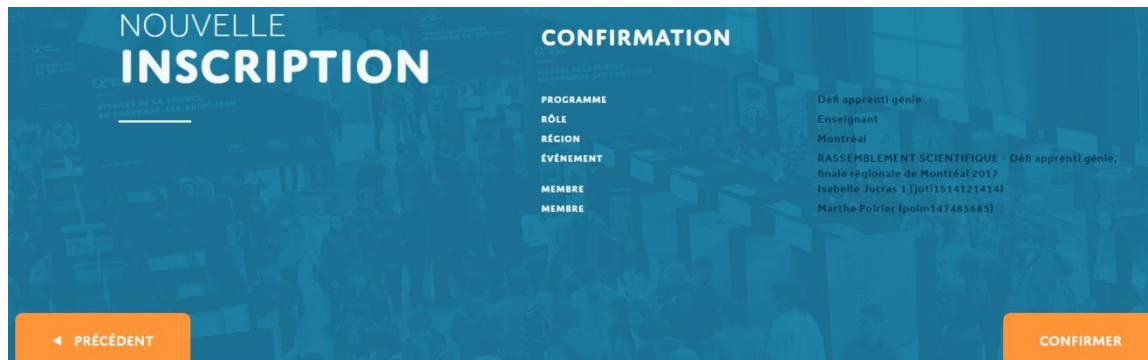 NOUVELLE
INSCRIPTION
CONFIRMATION
PROGRAMME Défi apprenti génie
RÔLE Enseignant
RÉGION Montréal
ÉVÉNEMENT RASSEMBLEMENT SCIENTIFIQUE - Défi apprenti génie,
finale régionale de Montréal 2017
MEMBRE Isabelle Jutras 1 (juti1514121414)
MEMBRE Marthe Poirier (poim147485685)
◄ PRÉCÉDENT
CONFIRMER